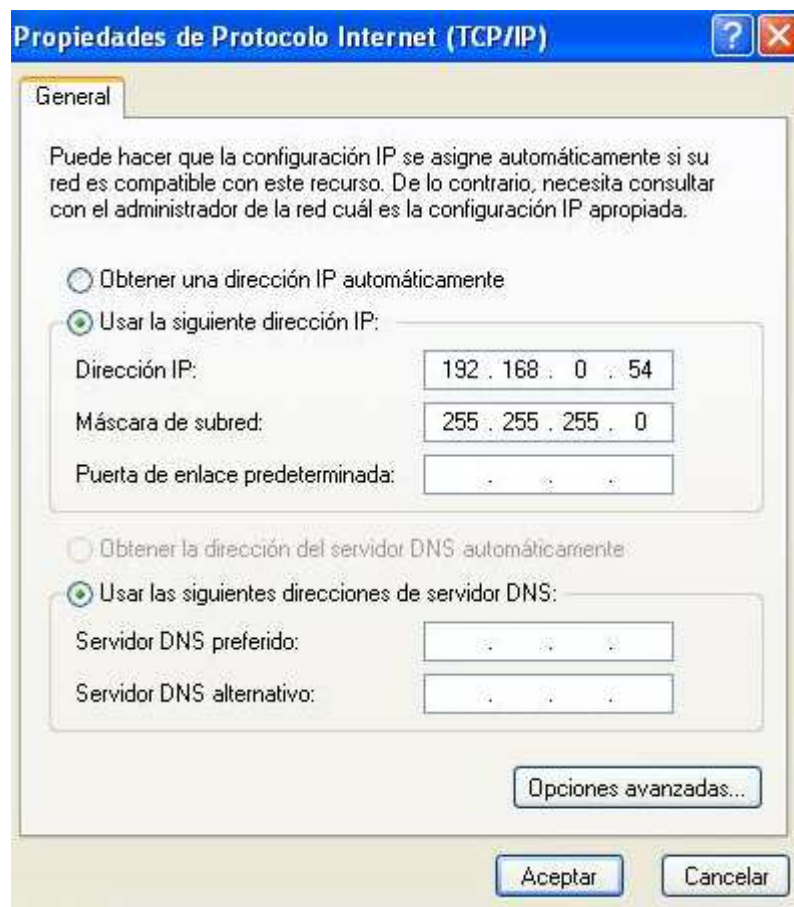 Propiedades de Protocolo Internet (TCP/IP)
General
Puede hacer que la configuración IP se asigne automáticamente si su
red es compatible con este recurso. De lo contrario, necesita consultar
con el administrador de la red cuál es la configuración IP apropiada.
Obtener una dirección IP automáticamente
Usar la siguiente dirección IP:
Dirección IP: 192 . 168 . 0 . 54
Máscara de subred: 255 . 255 . 255 . 0
Puerta de enlace predeterminada: . . .
Obtener la dirección del servidor DNS automáticamente
Usar las siguientes direcciones de servidor DNS:
Servidor DNS preferido: . . .
Servidor DNS alternativo: . . .
Opciones avanzadas...
Aceptar Cancelar